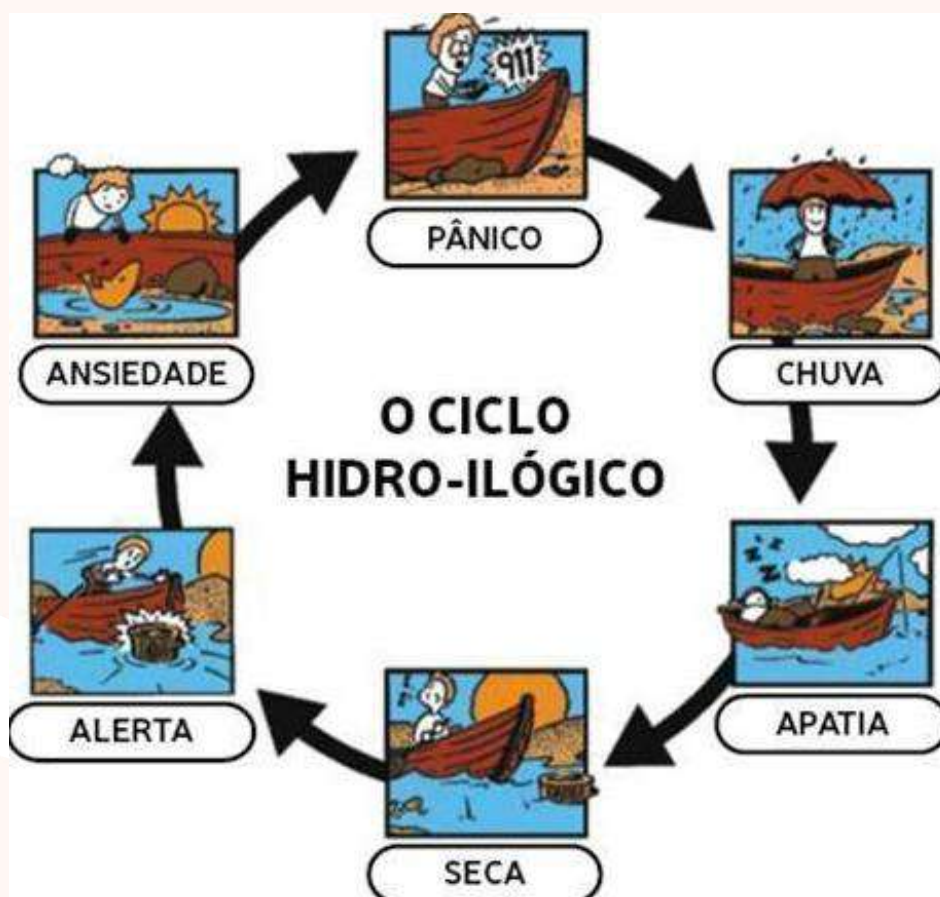 911
PÂNICO
CHUVA
APATIA
SECA
ALERTA
ANSIEDADE
O CICLO
HIDRO-ILÓGICO
z z
z z